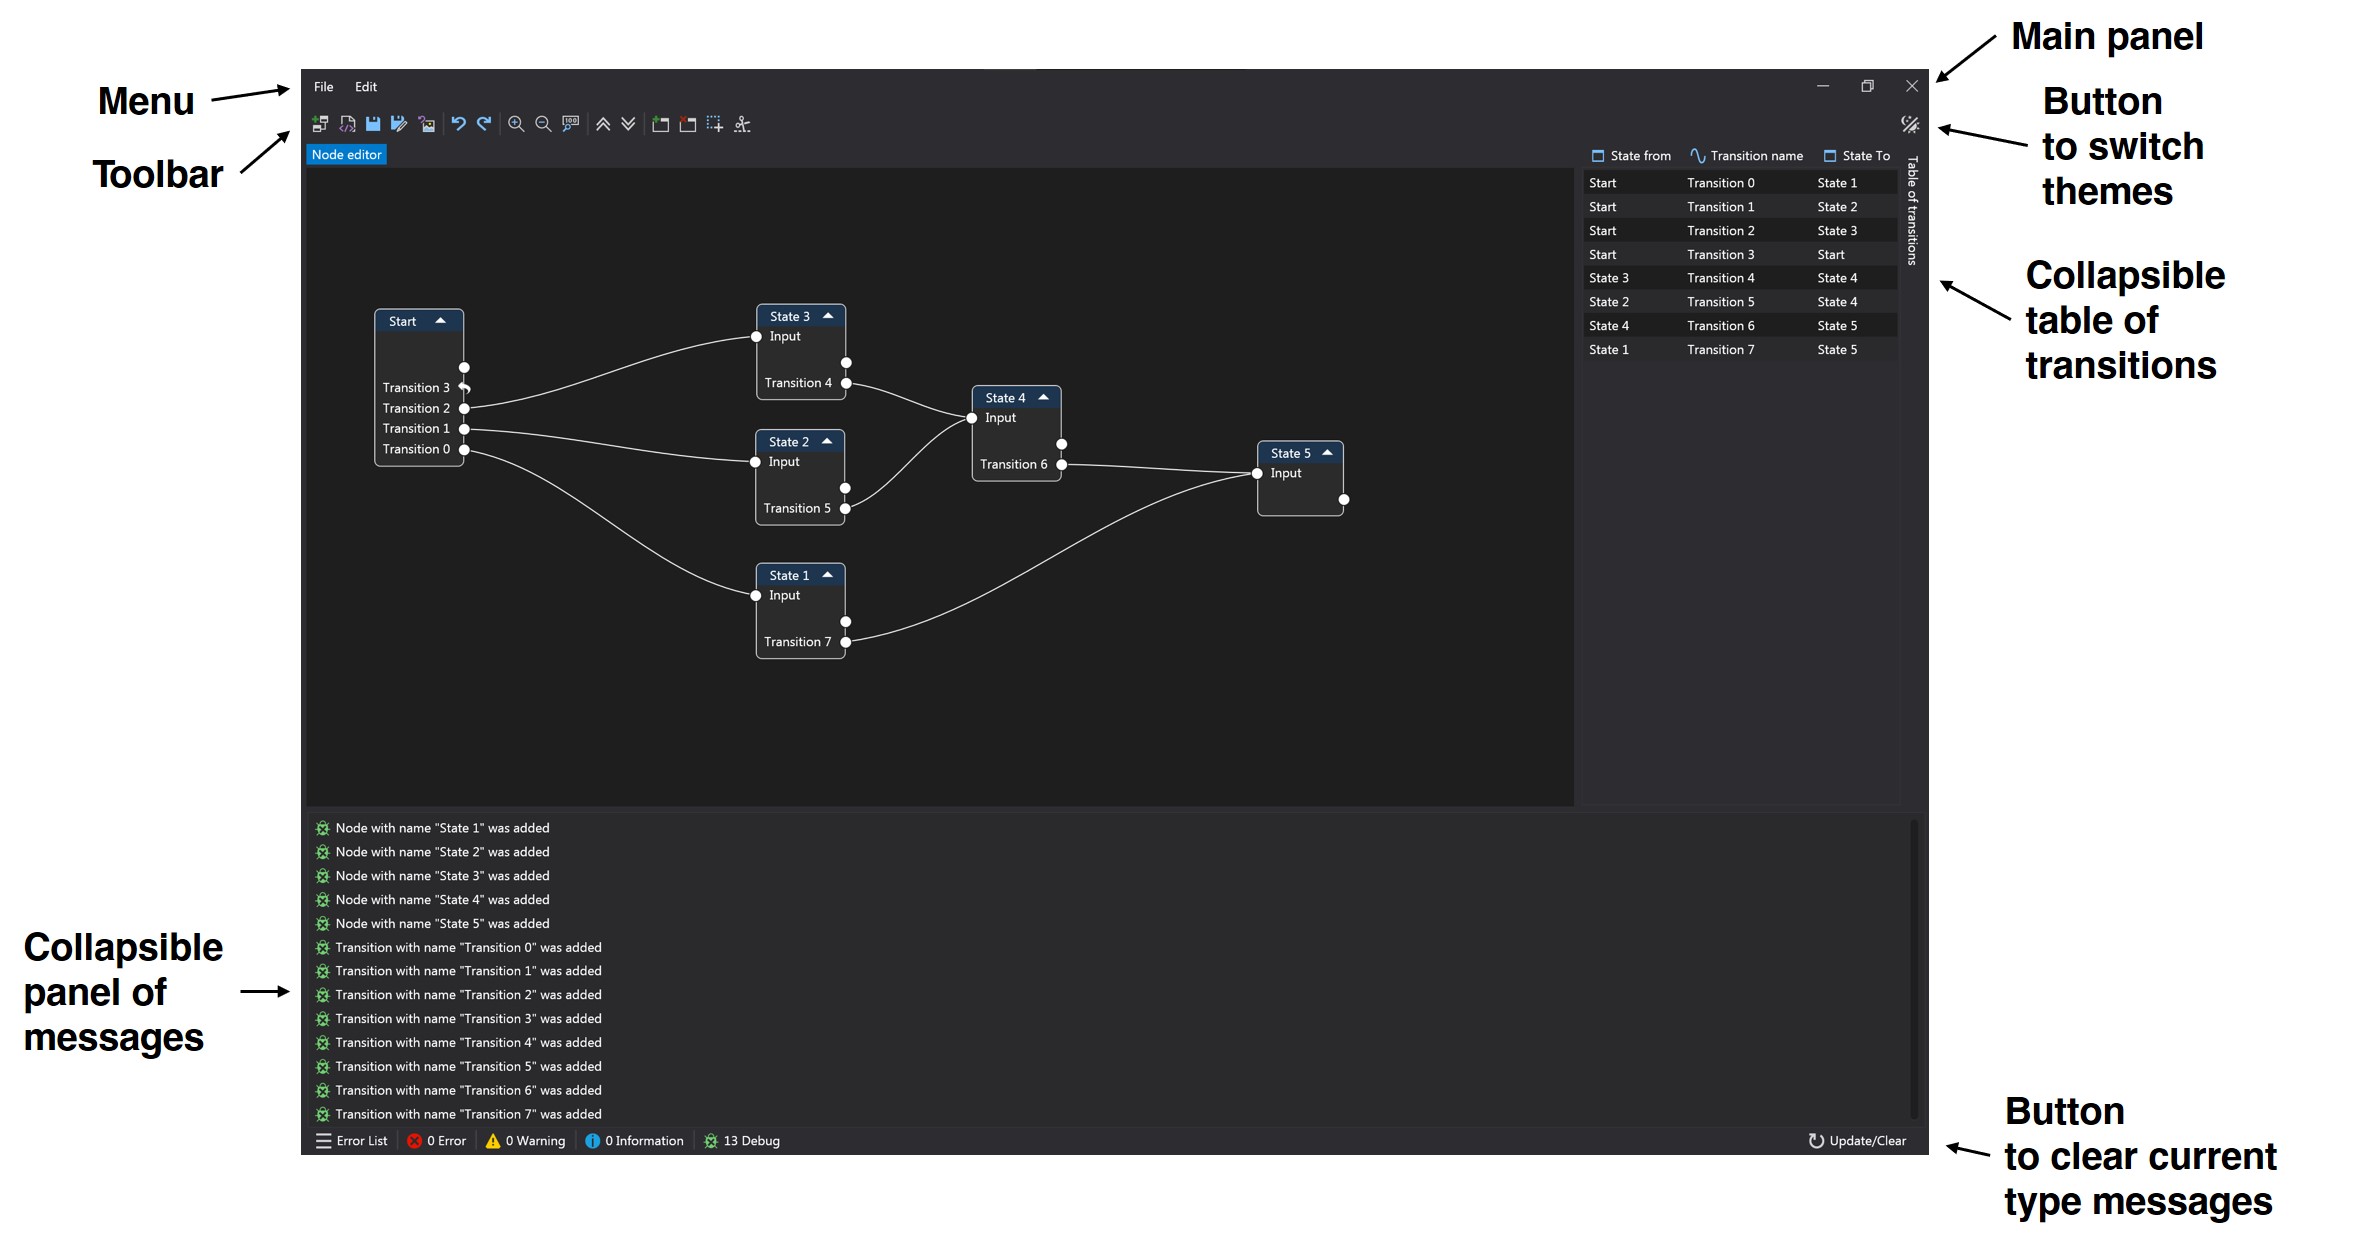 Main panel
Menu
File Edit
Button
to switch
themes
Toolbar
100
Node editor
State from Transition name State To
Table of transitions
Start Transition 0 State 1
Start Transition 1 State 2
Start Transition 2 State 3
Start Transition 3 Start
State 3 Transition 4 State 4
State 2 Transition 5 State 4
State 4 Transition 6 State 5
State 1 Transition 7 State 5
Collapsible
table of
transitions
Start
Transition 3
Transition 2
Transition 1
Transition 0
State 3
Input
Transition 4
State 2
Input
Transition 5
State 1
Input
Transition 7
State 4
Input
Transition 6
State 5
Input
Node with name "State 1" was added
Node with name "State 2" was added
Node with name "State 3" was added
Node with name "State 4" was added
Node with name "State 5" was added
Transition with name "Transition 0" was added
Transition with name "Transition 1" was added
Transition with name "Transition 2" was added
Transition with name "Transition 3" was added
Transition with name "Transition 4" was added
Transition with name "Transition 5" was added
Transition with name "Transition 6" was added
Transition with name "Transition 7" was added
Collapsible
panel of
messages
Error List 0 Error 0 Warning 0 Information 13 Debug Update/Clear
Button
to clear current
type messages